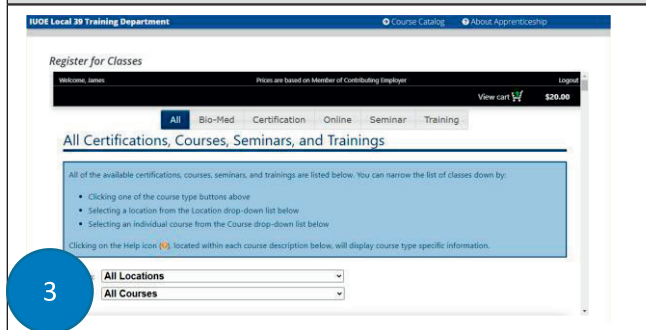 IUOE Local 39 Training Department Course Catalog About Apprenticeship
Register for Classes
Welcome, James Prices are based on Member of Contributing Employer Logout
View cart $20.00
All Bio-Med Certification Online Seminar Training
All Certifications, Courses, Seminars, and Trainings
All of the available certifications, courses, seminars, and trainings are listed below. You can narrow the list of classes down by:
• Clicking one of the course type buttons above
• Selecting a location from the Location drop-down list below
• Selecting an individual course from the Course drop-down list below
Clicking on the Help icon ( ), located within each course description below, will display course type specific information.
All Locations
3 All Courses